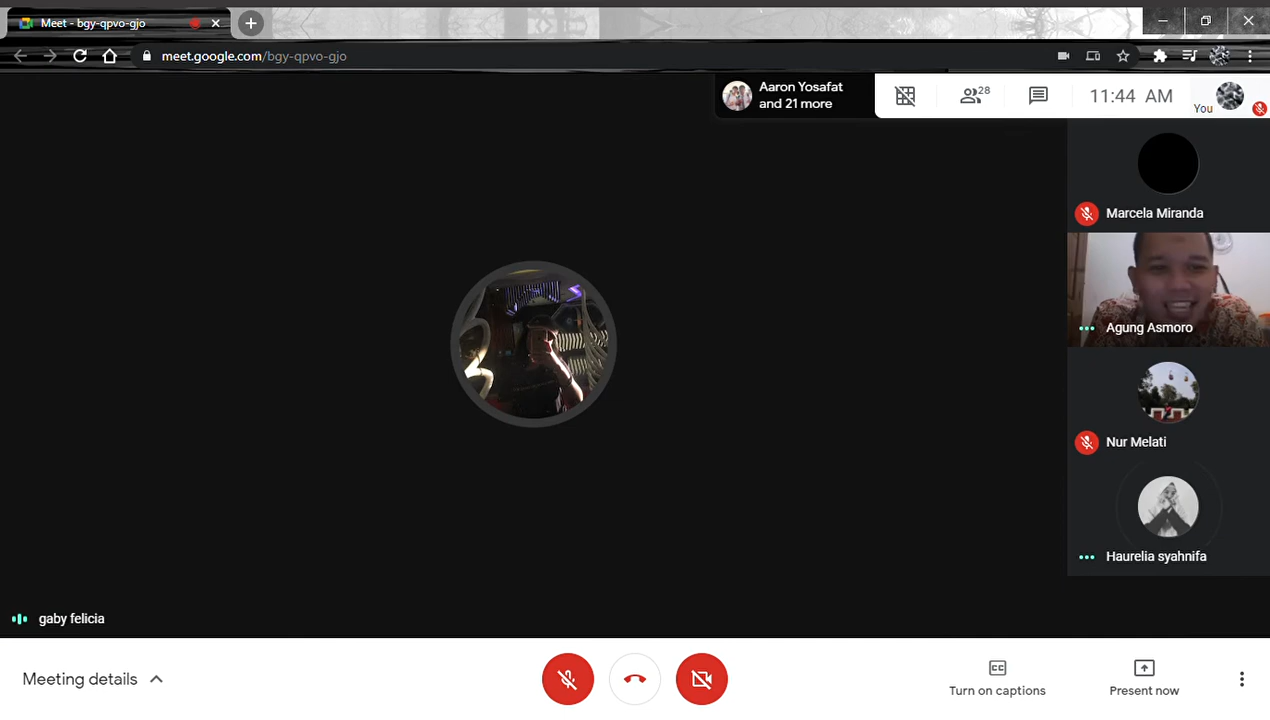 Meet - bgy-qpvo-gjo
meet.google.com/bgy-qpvo-gjo
Aaron Yosafat
and 21 more
28
11:44 AM
You
Marcela Miranda
Agung Asmoro
Nur Melati
Haurelia syahnifa
gaby felicia
Meeting details
CC
Turn on captions
Present now